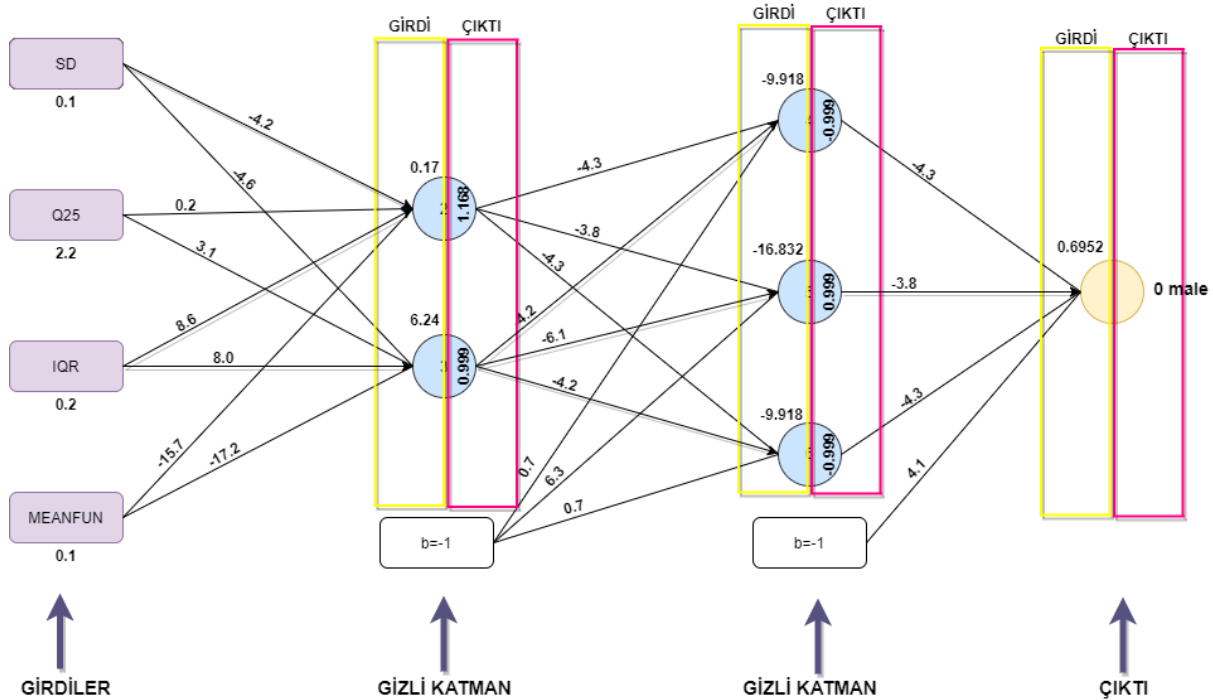 GİRDİ
ÇIKTI
GİRDİ
ÇIKTI
GİRDİ
ÇIKTI
SD
0.1
Q25
2.2
IQR
0.2
MEANFUN
0.1
-4.2
-4.6
0.2
3.1
8.6
8.0
-15.7
-17.2
0.17
2
1.168
6.24
3
0.999
b=-1
-4.3
-3.8
-4.3
-4.2
-6.1
-4.2
0.7
6.3
0.7
-9.918
-0.999
-16.832
0.999
-9.918
-0.999
b=-1
-4.3
-3.8
-4.3
4.1
0.6952
0 male
GİRDİLER
GİZLİ KATMAN
GİZLİ KATMAN
ÇIKTI